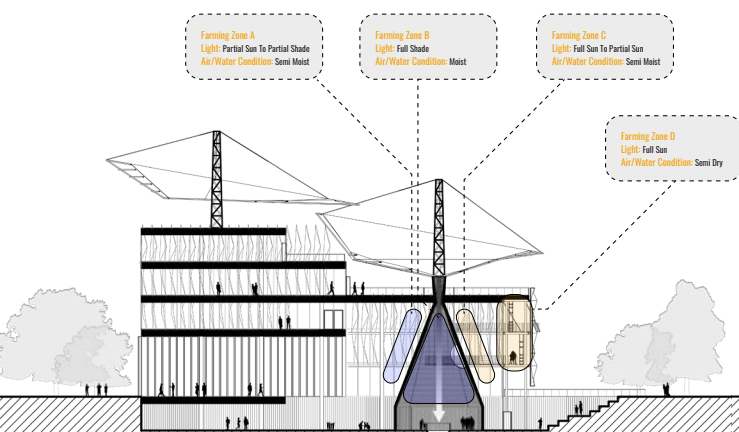 Farming Zone A
Light: Partial Sun To Partial Shade
Air/Water Condition: Semi Moist
Farming Zone B
Light: Full Shade
Air/Water Condition: Moist
Farming Zone C
Light: Full Sun To Partial Sun
Air/Water Condition: Semi Moist
Farming Zone D
Light: Full Sun
Air/Water Condition: Semi Dry